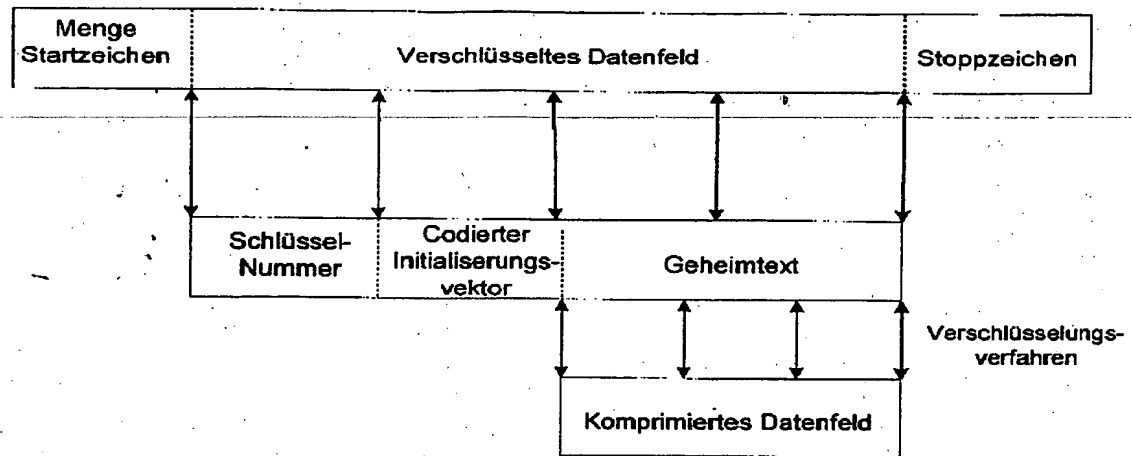 Menge
Startzeichen
Verschlüsseltes Datenfeld
Stoppzeichen
Schlüssel-
Nummer
Codierter
Initialiserungs-
vektor
Geheimtext
Verschlüsselungs-
verfahren
Komprimiertes Datenfeld